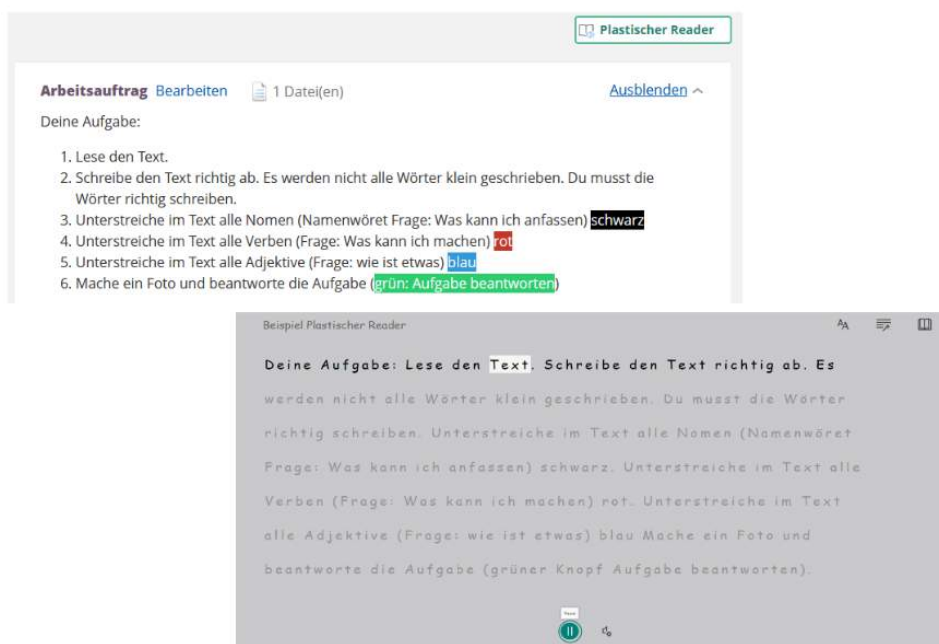 Plastischer Reader
Arbeitsauftrag Bearbeiten 1 Datei(en) Ausblenden
Deine Aufgabe:
1. Lese den Text.
2. Schreibe den Text richtig ab. Es werden nicht alle Wörter klein geschrieben. Du musst die
Wörter richtig schreiben.
3. Unterstreiche im Text alle Nomen (Namenwöret Frage: Was kann ich anfassen) schwarz
4. Unterstreiche im Text alle Verben (Frage: Was kann ich machen) rot
5. Unterstreiche im Text alle Adjektive (Frage: wie ist etwas) blau
6. Mache ein Foto und beantworte die Aufgabe (grün: Aufgabe beantworten)
Beispiel Plastischer Reader AA
Deine Aufgabe: Lese den Text. Schreibe den Text richtig ab. Es
werden nicht alle Wörter klein geschrieben. Du musst die Wörter
richtig schreiben. Unterstreiche im Text alle Nomen (Namenwöret
Frage: Was kann ich anfassen) schwarz. Unterstreiche im Text alle
Verben (Frage: Was kann ich machen) rot. Unterstreiche im Text
alle Adjektive (Frage: wie ist etwas) blau Mache ein Foto und
beantworte die Aufgabe (grüner Knopf Aufgabe beantworten).